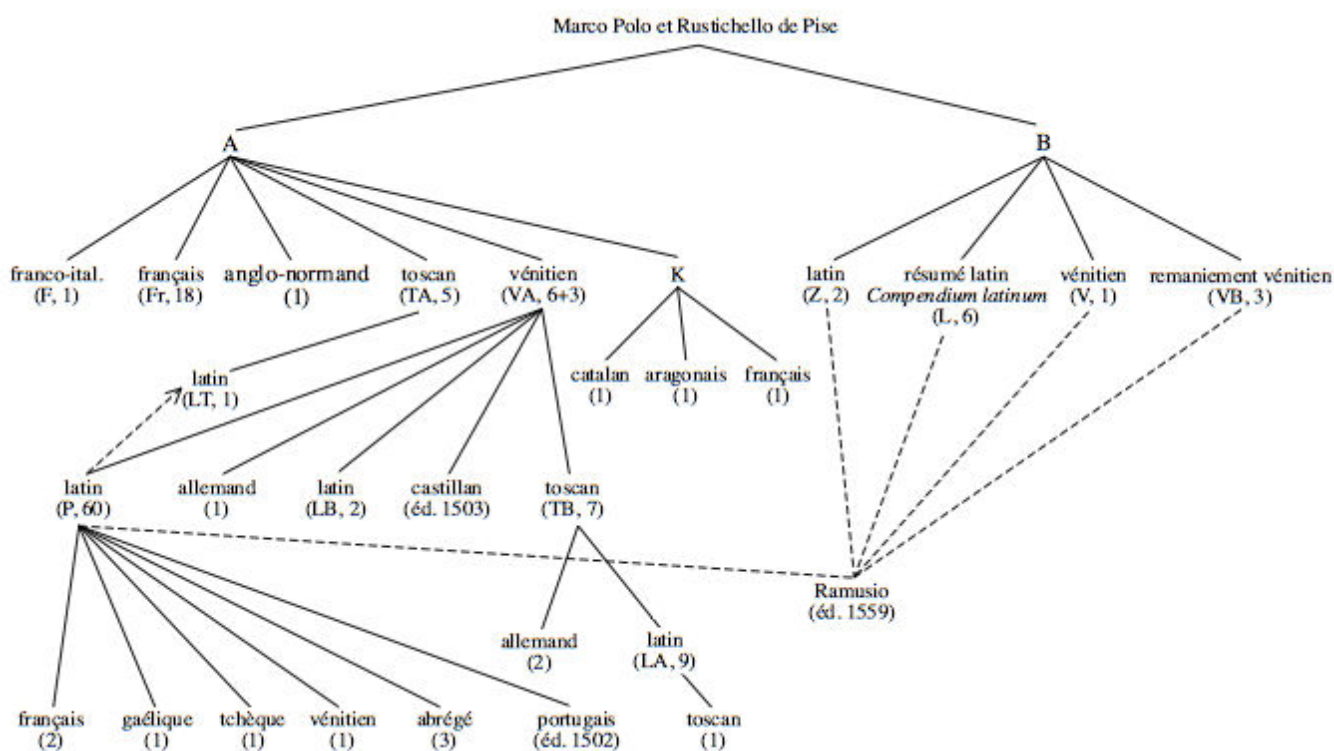 Marco Polo et Rustichello de Pise
A
B
franco-ital.
(F, 1)
français
(Fr, 18)
anglo-normand
(1)
toscan
(TA, 5)
vénitien
(VA, 6+3)
K
latin
(Z, 2)
résumé latin
Compendium latinum
(L, 6)
vénitien
(V, 1)
remaniement vénitien
(VB, 3)
latin
(LT, 1)
catalan
(1)
aragonais
(1)
français
(1)
latin
(P, 60)
allemand
(1)
latin
(LB, 2)
castillan
(éd. 1503)
toscan
(TB, 7)
Ramusio
(éd. 1559)
allemand
(2)
latin
(LA, 9)
français
(2)
gaélique
(1)
tchèque
(1)
vénitien
(1)
abrégé
(3)
portugais
(éd. 1502)
toscan
(1)